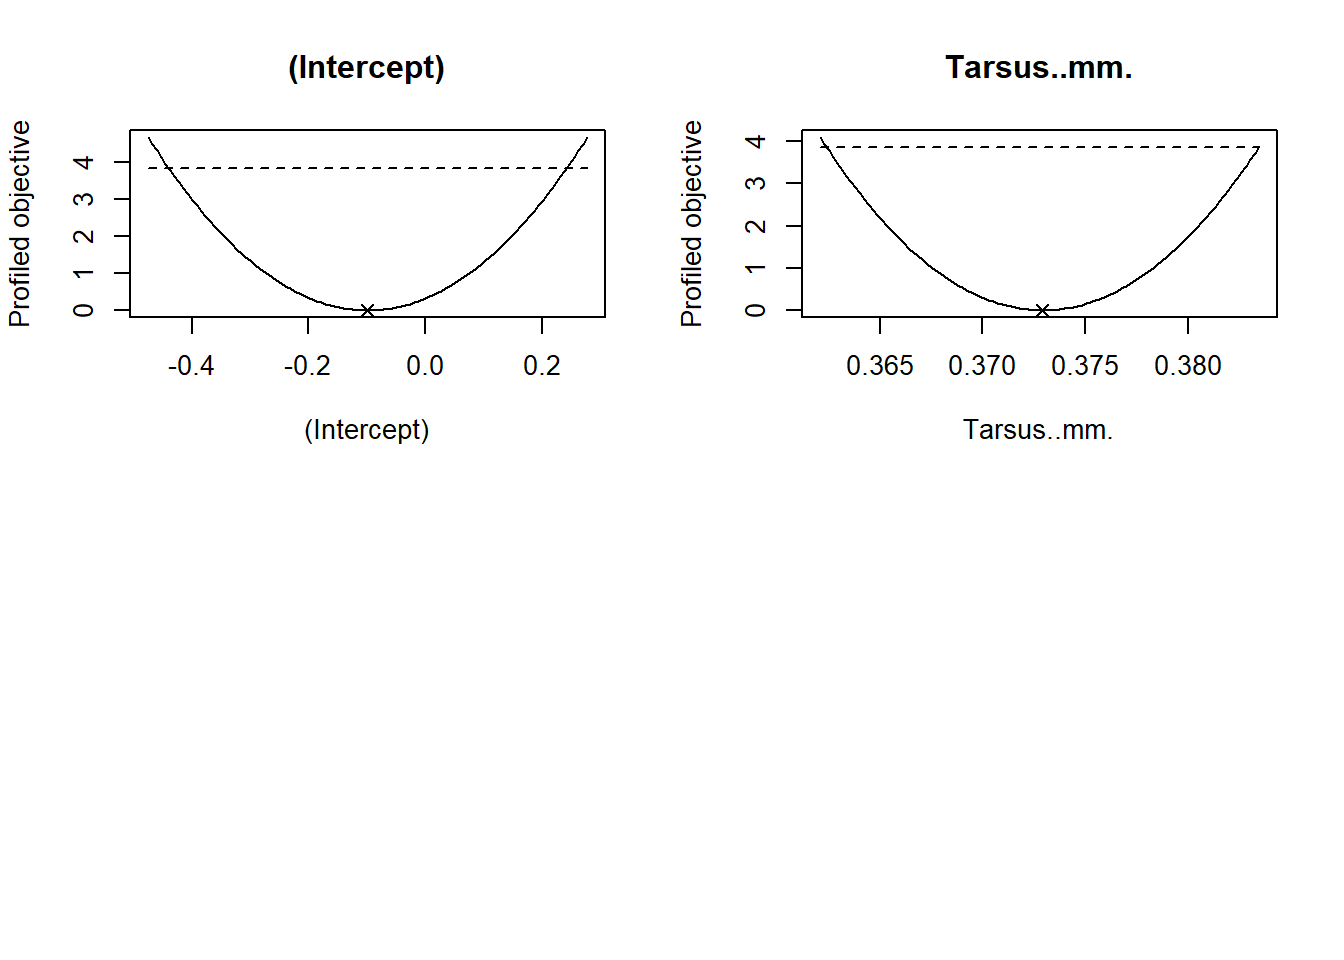 (Intercept)
Profiled objective
4
3
2
1
0
-0.4 -0.2 0.0 0.2
(Intercept)
Tarsus..mm.
Profiled objective
4
3
2
1
0
0.365 0.370 0.375 0.380
Tarsus..mm.